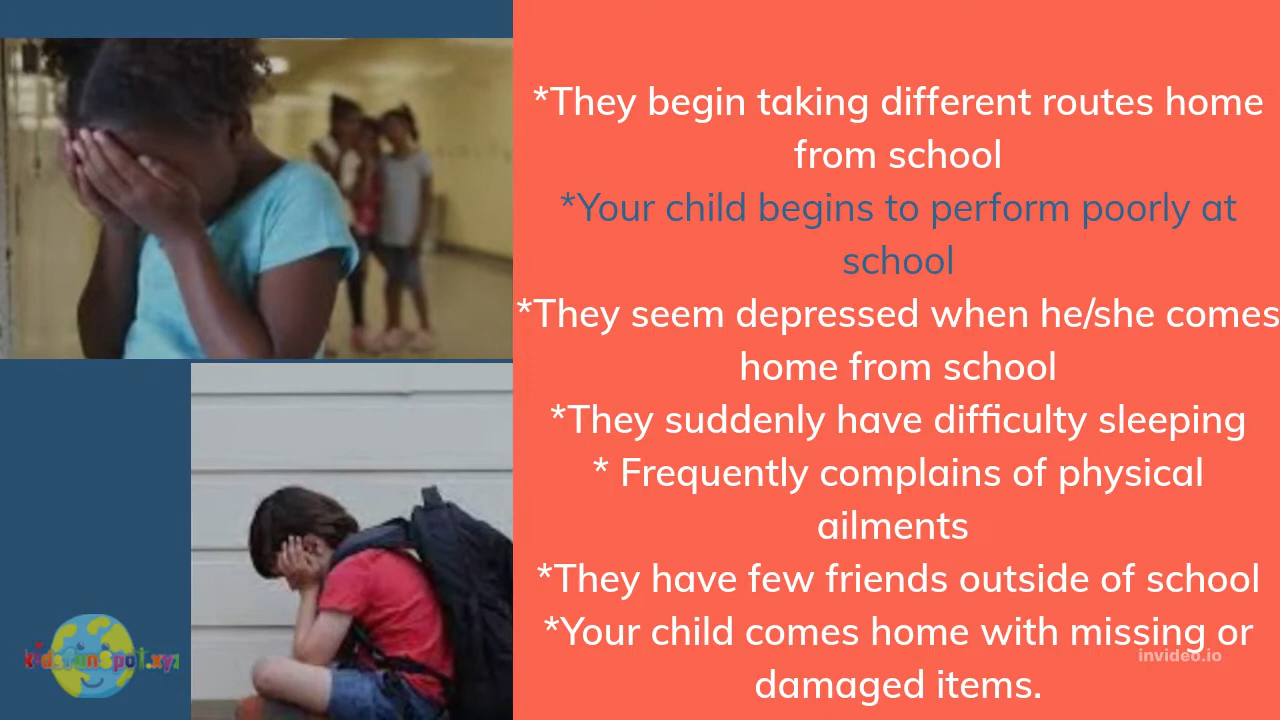 *They begin taking different routes home
from school
*Your child begins to perform poorly at
school
*They seem depressed when he/she comes
home from school
*They suddenly have difficulty sleeping
* Frequently complains of physical
ailments
*They have few friends outside of school
*Your child comes home with missing or
damaged items.
invideo.io
kidsfunSpot.xyz